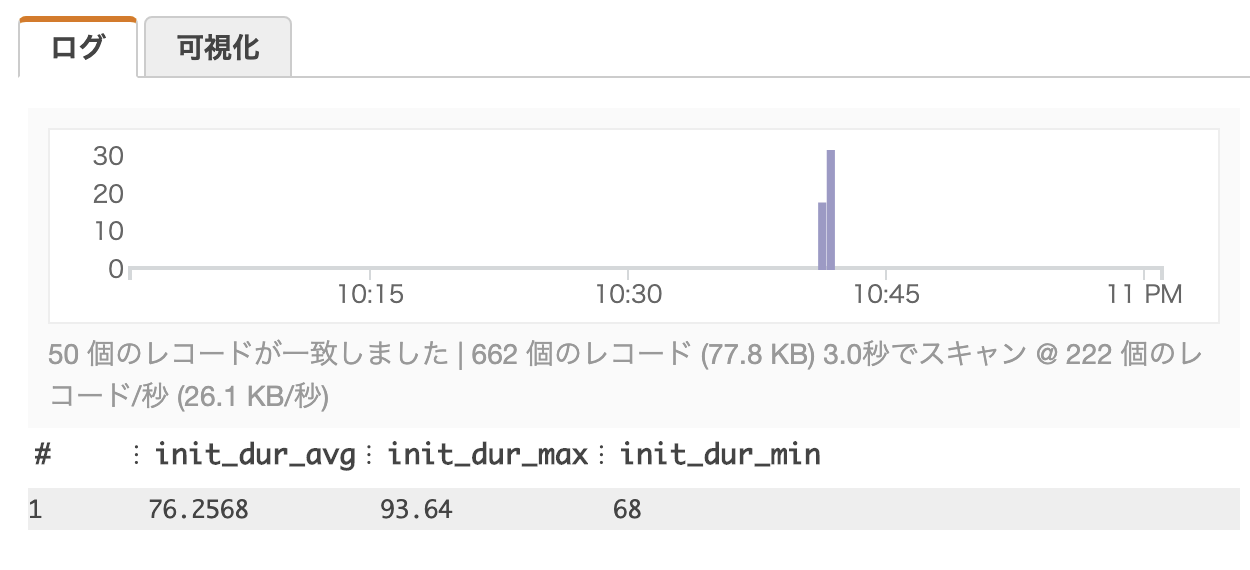 ログ 可視化
30
20
10
0
10:15 10:30 10:45 11 PM
50 個のレコードが一致しました | 662 個のレコード (77.8 KB) 3.0秒でスキャン @ 222 個のレ
コード/秒 (26.1 KB/秒)
# : init_dur_avg : init_dur_max : init_dur_min
1 76.2568 93.64 68